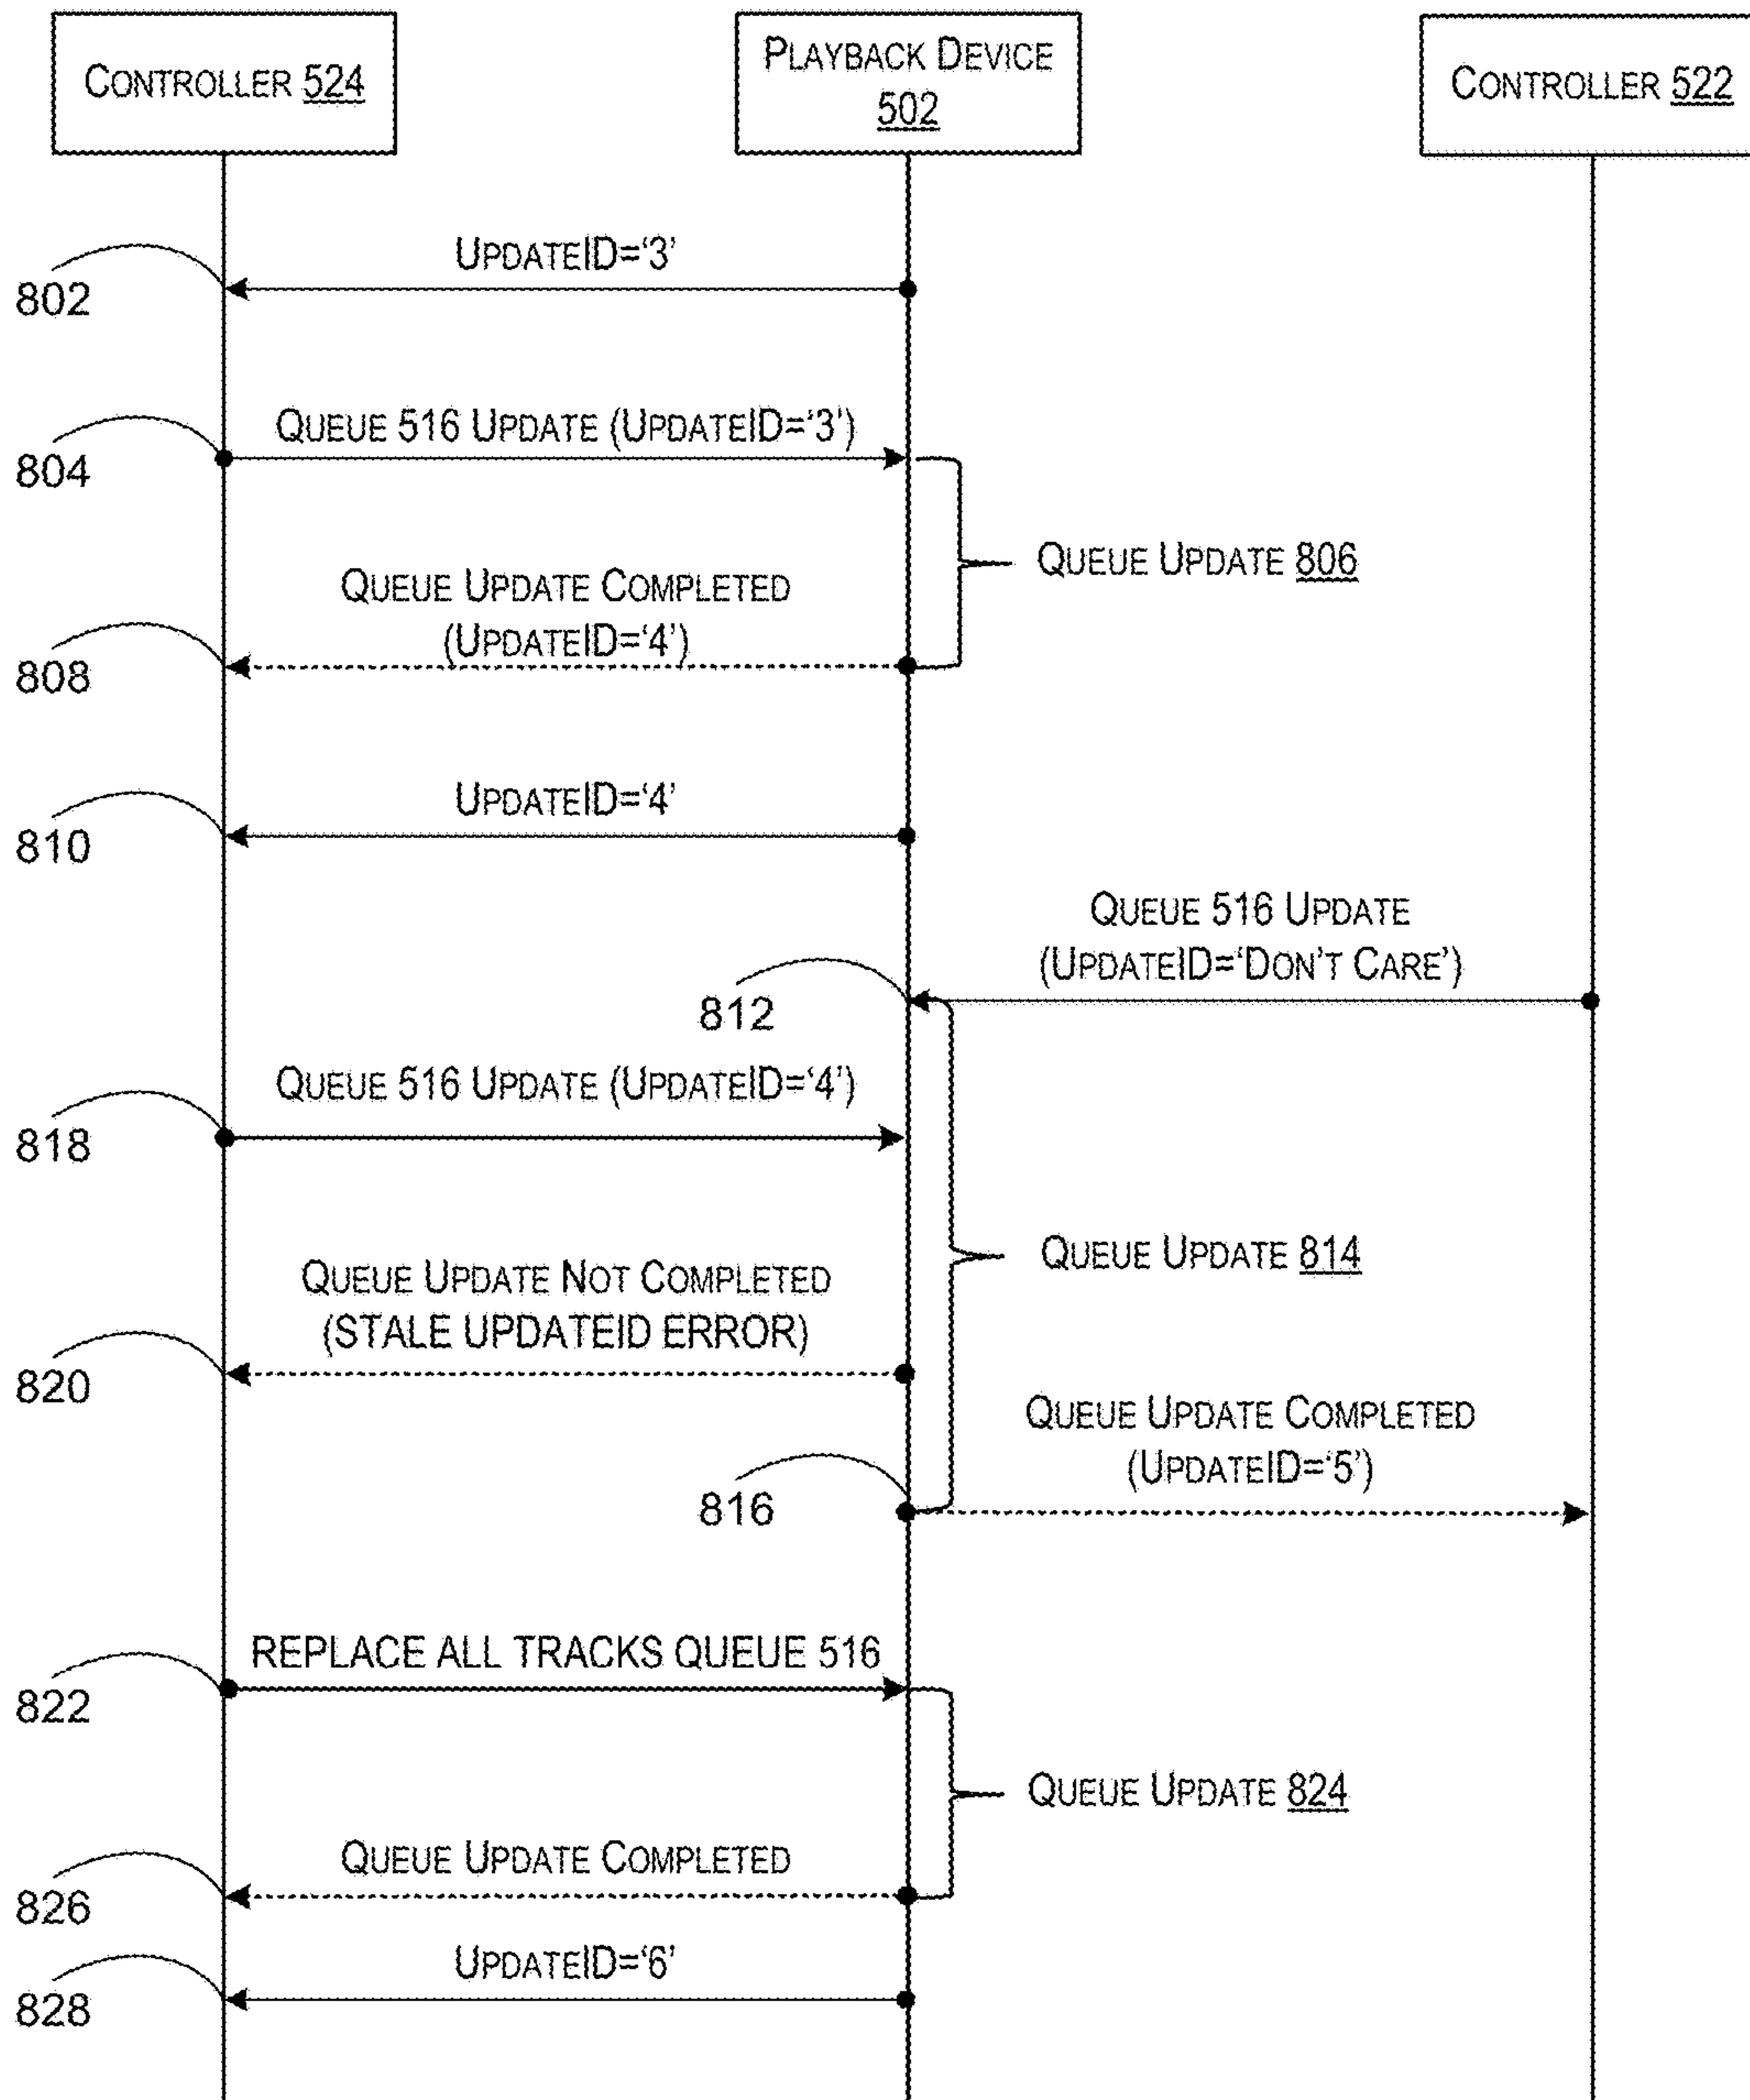 CONTROLLER 524
PLAYBACK DEVICE
502
CONTROLLER 522
UPDATEID=‘3’
802
QUEUE 516 UPDATE (UPDATEID=‘3’)
804
QUEUE UPDATE 806
QUEUE UPDATE COMPLETED
(UPDATEID=‘4’)
808
UPDATEID=‘4’
810
QUEUE 516 UPDATE
(UPDATEID=‘DON’T CARE’)
812
QUEUE 516 UPDATE (UPDATEID=‘4’)
818
QUEUE UPDATE 814
QUEUE UPDATE NOT COMPLETED
(STALE UPDATEID ERROR)
820
QUEUE UPDATE COMPLETED
(UPDATEID=‘5’)
816
REPLACE ALL TRACKS QUEUE 516
822
QUEUE UPDATE 824
QUEUE UPDATE COMPLETED
826
UPDATEID=‘6’
828